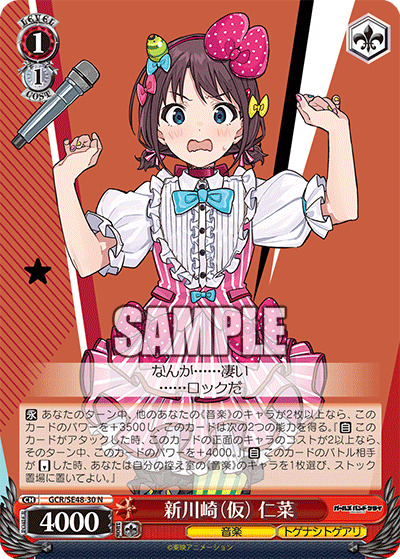 LEVEL
1
1
COST
SAMPLE
なんか……凄い
……ロックだ
永 あなたのターン中、他のあなたの《音楽》のキャラが2枚以上なら、この
カードのパワーを+3500し、このカードは次の2つの能力を得る。『自 この
カードがアタックした時、このカードの正面のキャラのコストが2以上なら、
そのターン中、このカードのパワーを+4000。』『自 このカードのバトル相手
が した時、あなたは自分の控え室の《音楽》のキャラを1枚選び、ストック
置場に置いてよい。』
CH GCR/SE48-30 N
新川崎(仮) 仁菜
ガールズバンドクライ
4000
音楽
トゲナシトゲアリ
©東映アニメーション